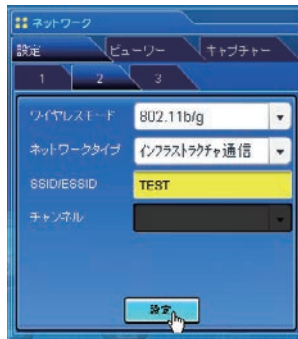 ネットワーク
設定 ビューワー キャプチャー
1 2 3
ワイヤレスモード 802.11b/g
ネットワークタイプ インフラストラクチャ通信
SSID/ESSID TEST
チャンネル
設定